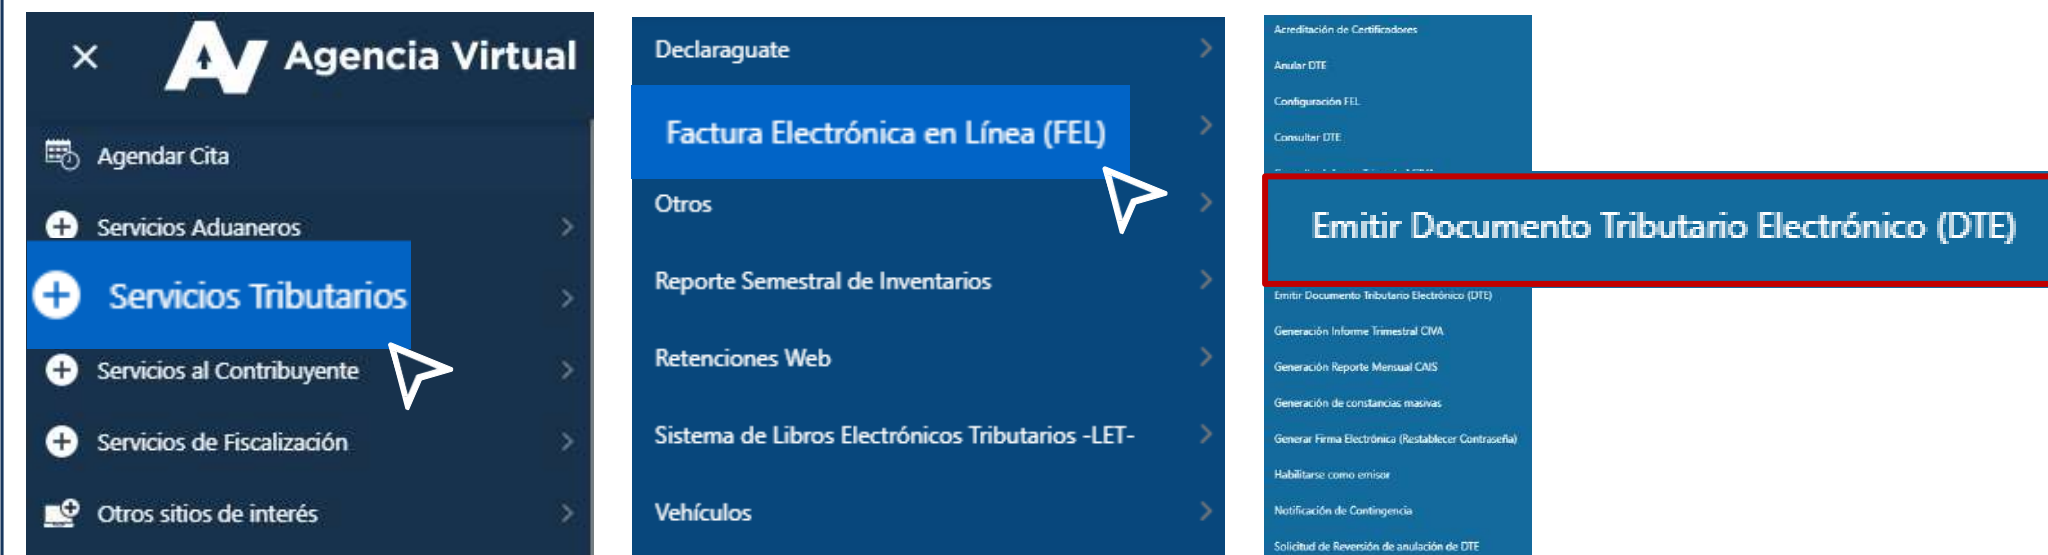 Agencia Virtual
Agendar Cita
Servicios Aduaneros
Servicios Tributarios
Servicios al Contribuyente
Servicios de Fiscalización
Otros sitios de interés
Declaraguate
Factura Electrónica en Línea (FEL)
Otros
Reporte Semestral de Inventarios
Retenciones Web
Sistema de Libros Electrónicos Tributarios -LET-
Vehículos
Acreditación de Certificadores
Anular DTE
Configuración FEL
Consultar DTE
Emitir Documento Tributario Electrónico (DTE)
Emitir Documento Tributario Electrónico (DTE)
Generación Informe Trimestral CIVA
Generación Reporte Mensual CAIS
Generación de constancias masivas
Generar Firma Electrónica (Restablecer Contraseña)
Habilitarse como emisor
Notificación de Contingencia
Solicitud de Reversión de anulación de DTE